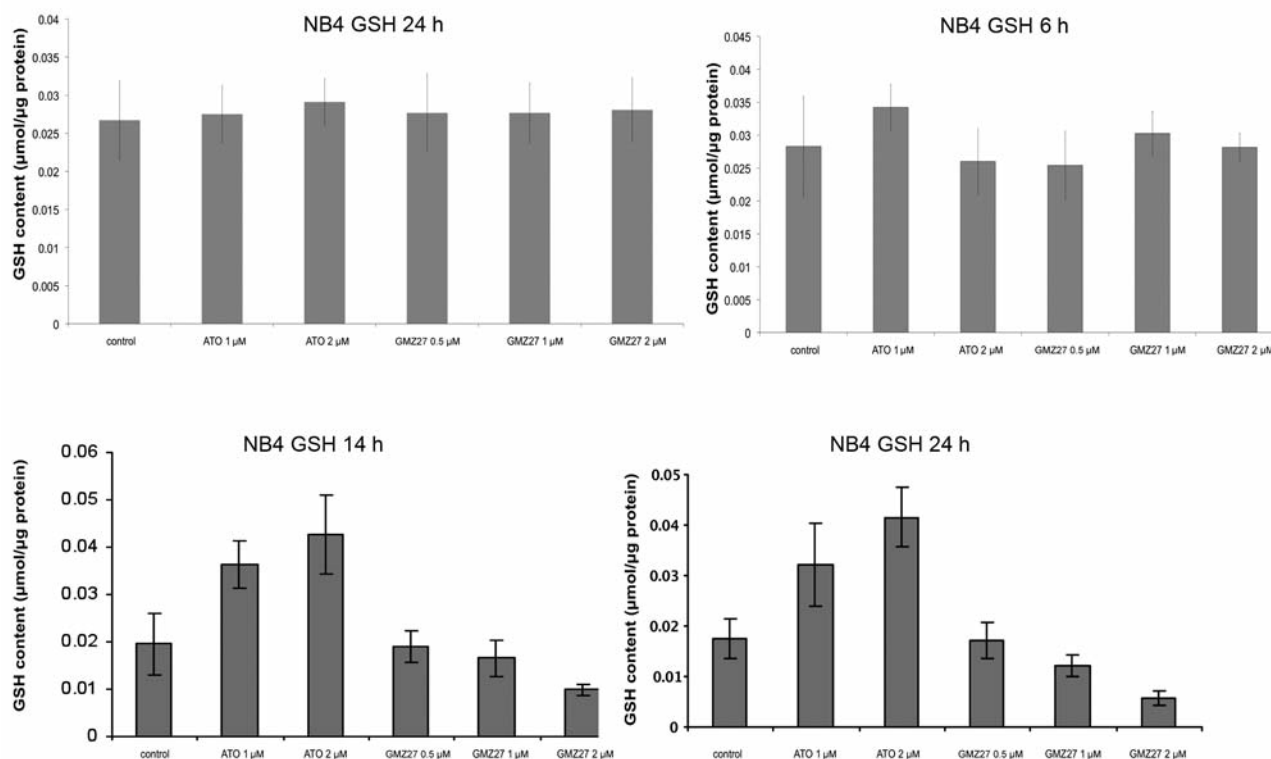 NB4 GSH 24 h
GSH content (µmol/µg protein)
0.04
0.035
0.03
0.025
0.02
0.015
0.01
0.005
0
control
ATO 1 µM
ATO 2 µM
GMZ27 0.5 µM
GMZ27 1 µM
GMZ27 2 µM
NB4 GSH 6 h
GSH content (µmol/µg protein)
0.045
0.04
0.035
0.03
0.025
0.02
0.015
0.01
0.005
0
control
ATO 1 µM
ATO 2 µM
GMZ27 0.5 µM
GMZ27 1 µM
GMZ27 2 µM
NB4 GSH 14 h
GSH content (µmol/µg protein)
0.06
0.05
0.04
0.03
0.02
0.01
0
control
ATO 1 µM
ATO 2 µM
GMZ27 0.5 µM
GMZ27 1 µM
GMZ27 2 µM
NB4 GSH 24 h
GSH content (µmol/µg protein)
0.05
0.04
0.03
0.02
0.01
0
control
ATO 1 µM
ATO 2 µM
GMZ27 0.5 µM
GMZ27 1 µM
GMZ27 2 µM